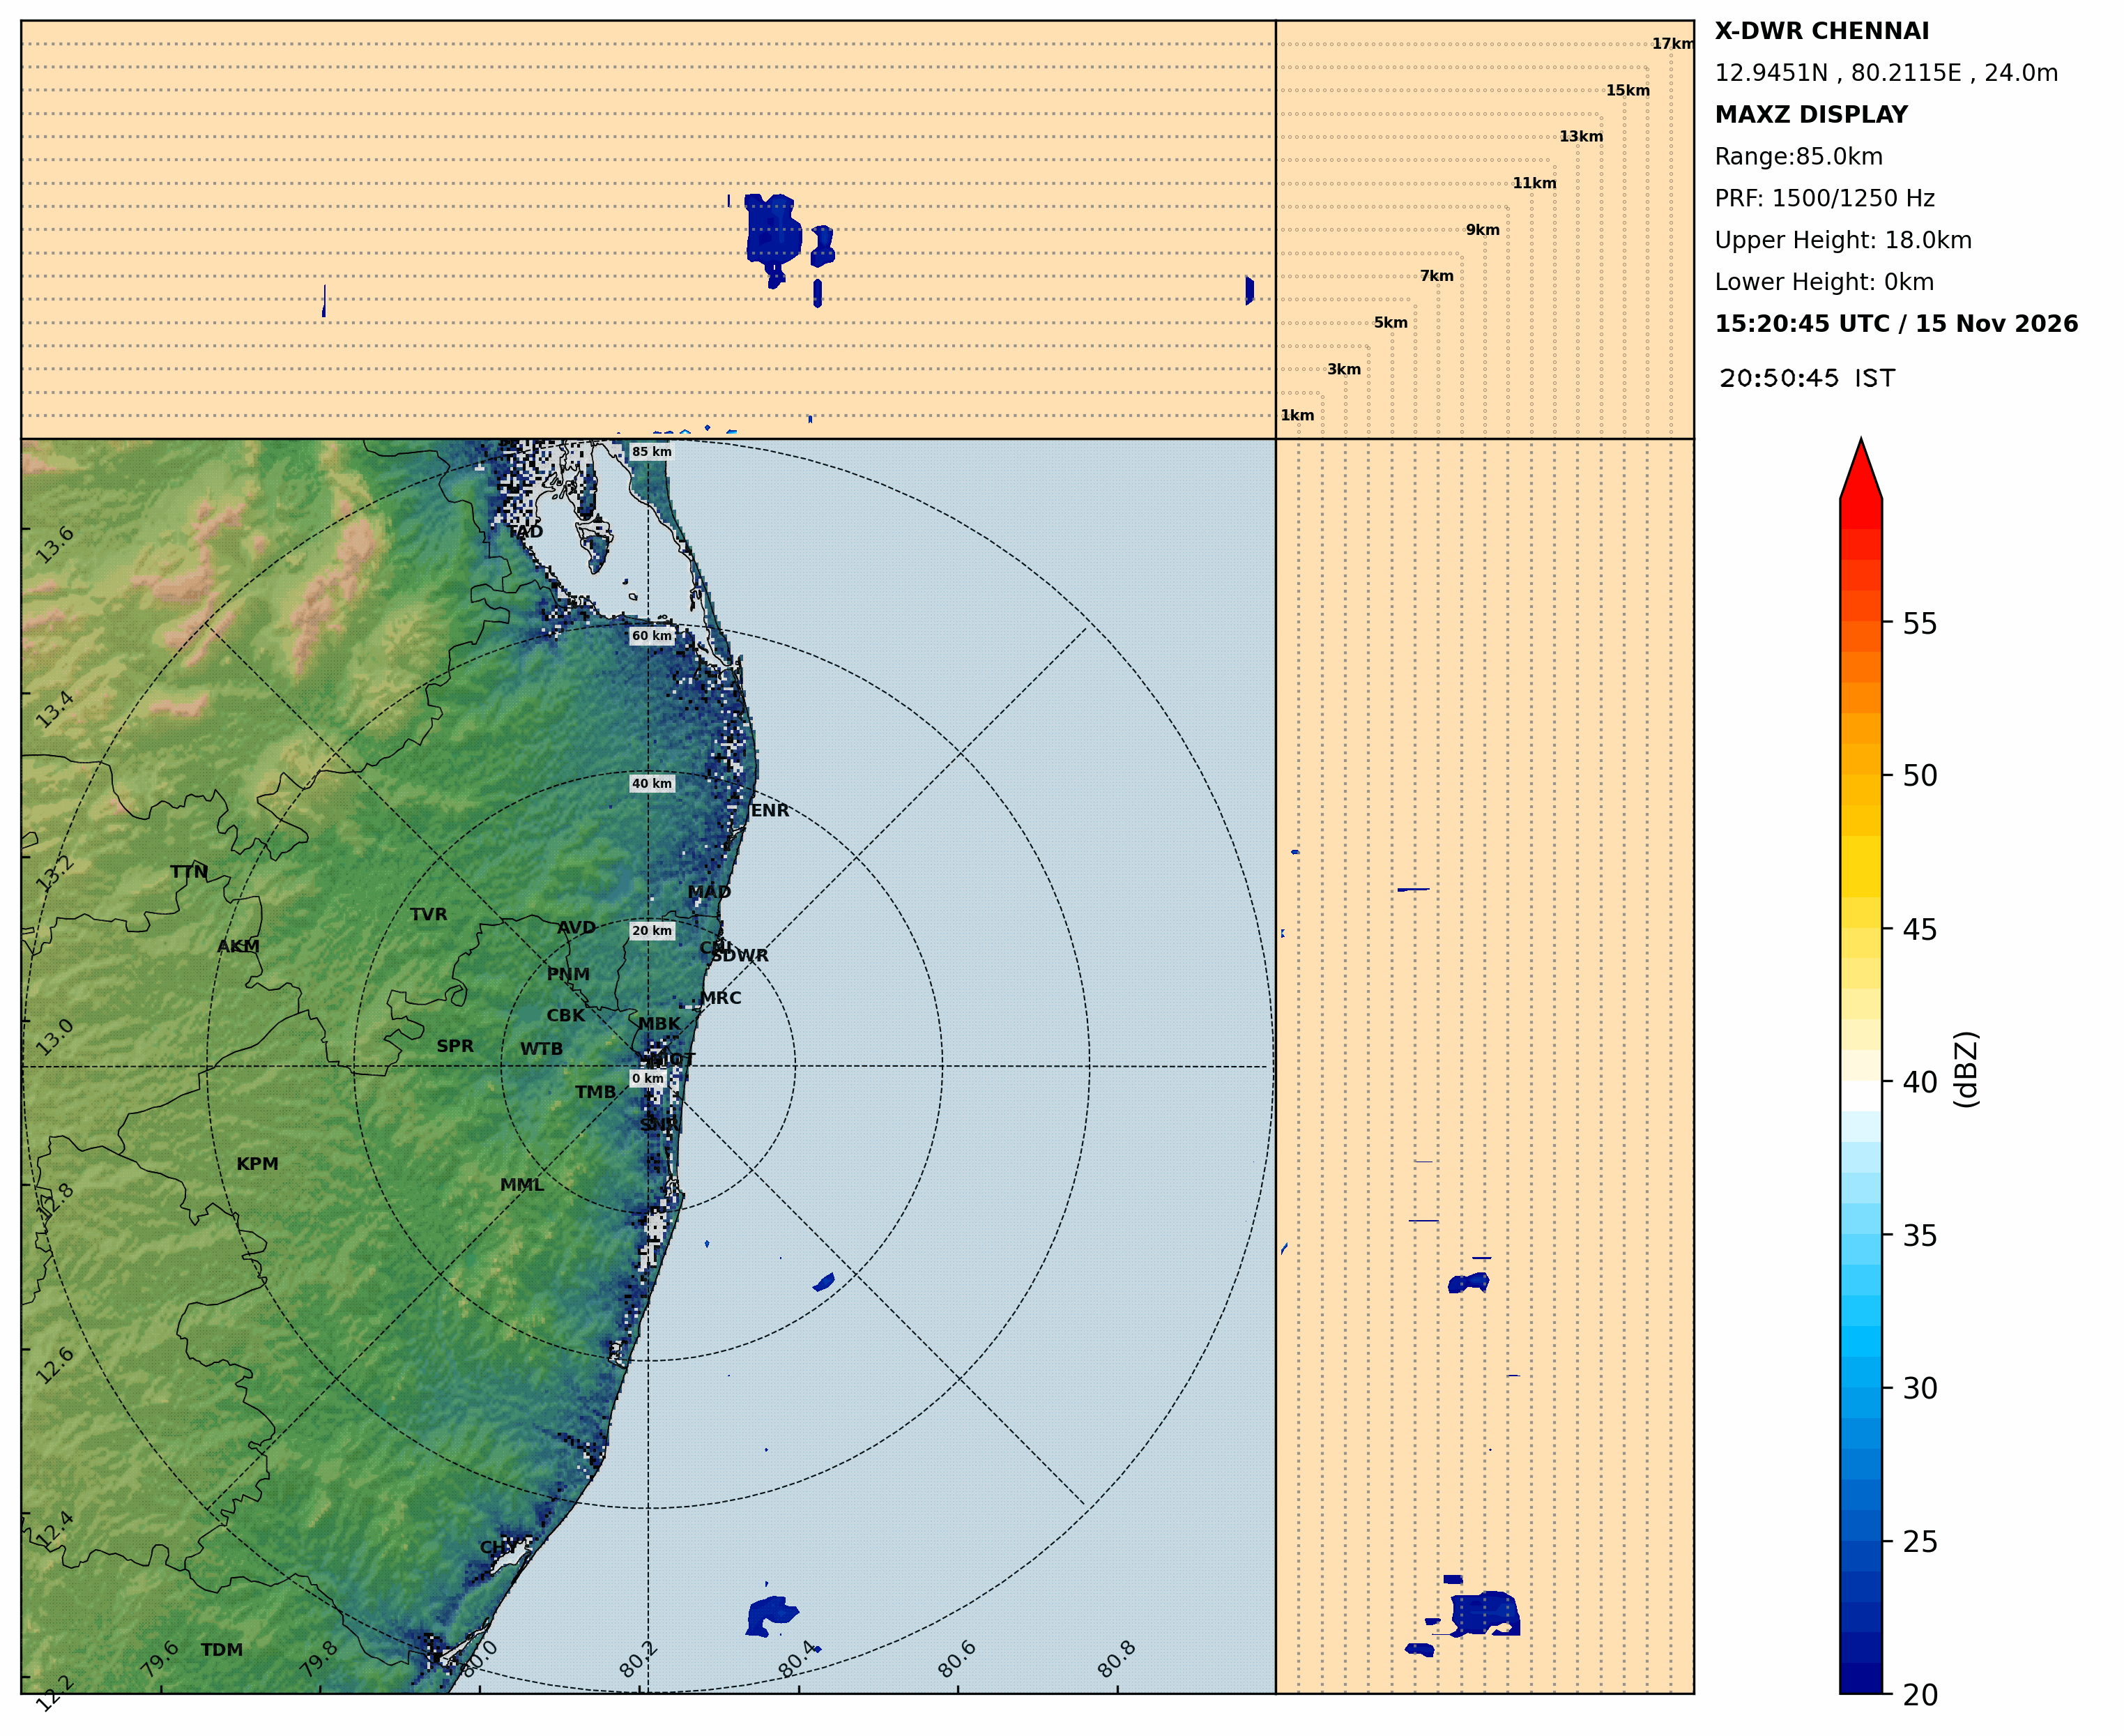 X-DWR CHENNAI
12.9451N , 80.2115E , 24.0m
MAXZ DISPLAY
Range:85.0km
PRF: 1500/1250 Hz
Upper Height: 18.0km
Lower Height: 0km
15:20:45 UTC / 15 Nov 2026
20:50:45 IST
17km
15km
13km
11km
9km
7km
5km
3km
1km
85 km
60 km
40 km
20 km
0 km
TAD
ENR
TTN
MAD
TVR
AVD
AKM
SDWR
PNM
MRC
CBK
MBK
SPR
WTB
TMB
SNR
KPM
MML
CHY
TDM
13.6
13.4
13.2
13.0
12.8
12.6
12.4
12.2
79.6
79.8
80.0
80.2
80.4
80.6
80.8
55
50
45
40
35
30
25
20
(dBZ)